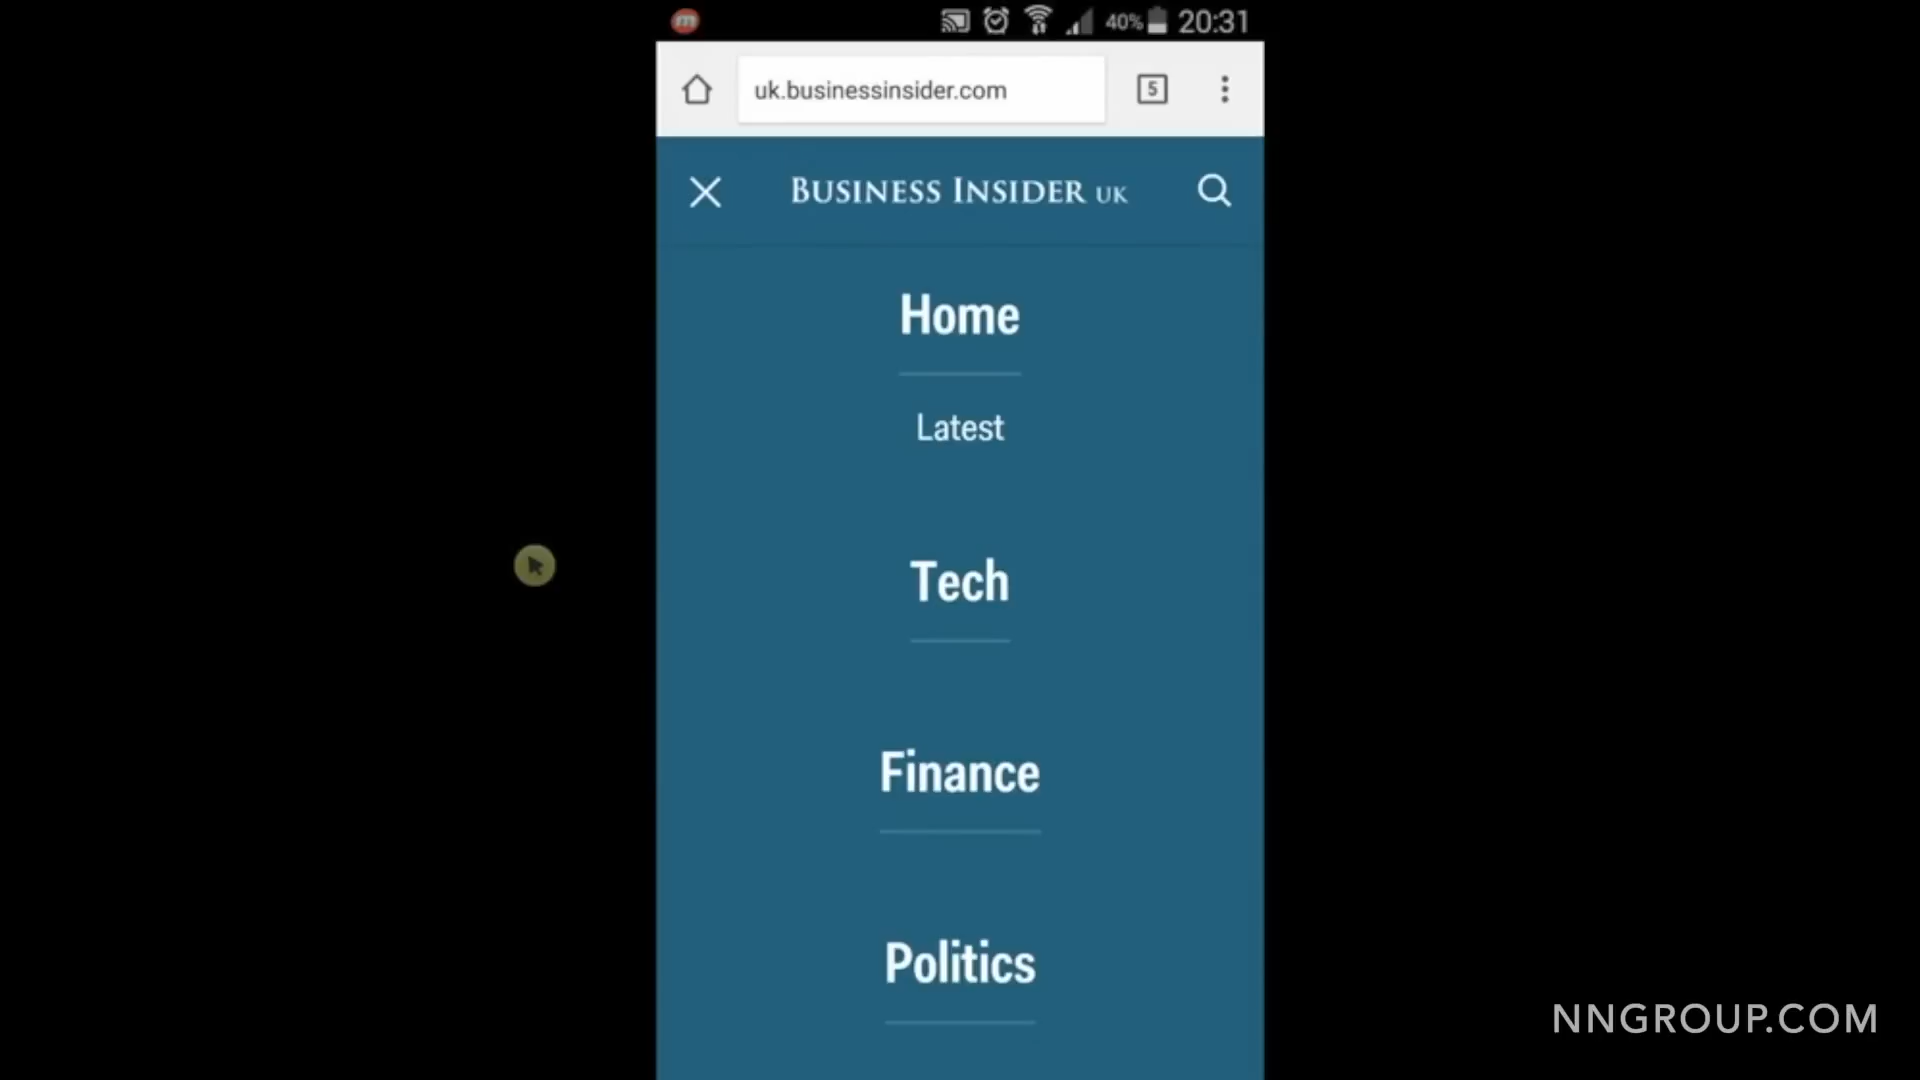 m
40% 20:31
uk.businessinsider.com
5
BUSINESS INSIDER UK
Home
Latest
Tech
Finance
Politics
NNGROUP.COM